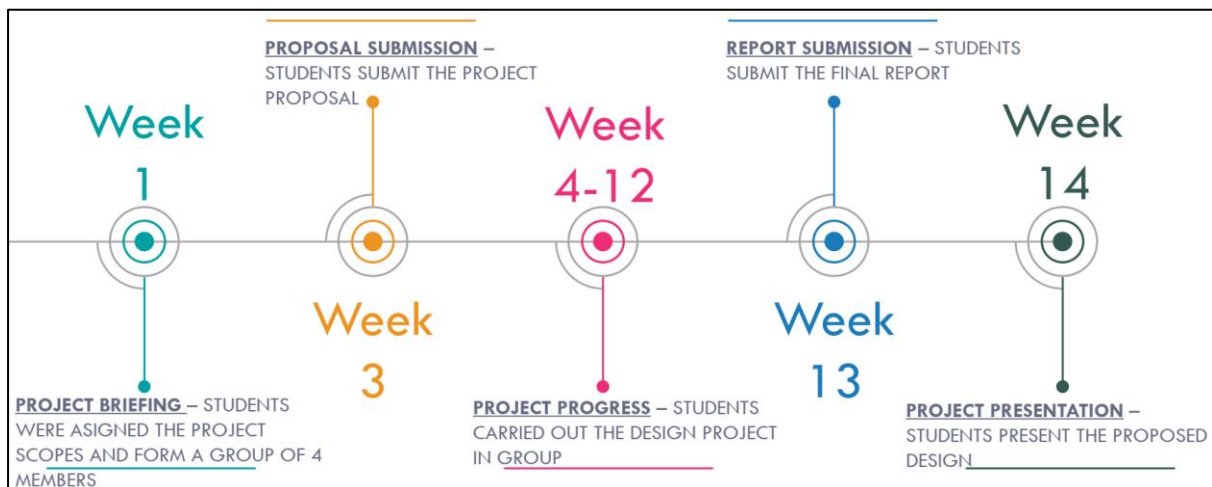 PROPOSAL SUBMISSION –
STUDENTS SUBMIT THE PROJECT
PROPOSAL
REPORT SUBMISSION – STUDENTS
SUBMIT THE FINAL REPORT
Week
1
Week
4-12
Week
14
Week
3
Week
13
PROJECT BRIEFING – STUDENTS
WERE ASIGNED THE PROJECT
SCOPES AND FORM A GROUP OF 4
MEMBERS
PROJECT PROGRESS – STUDENTS
CARRIED OUT THE DESIGN PROJECT
IN GROUP
PROJECT PRESENTATION –
STUDENTS PRESENT THE PROPOSED
DESIGN